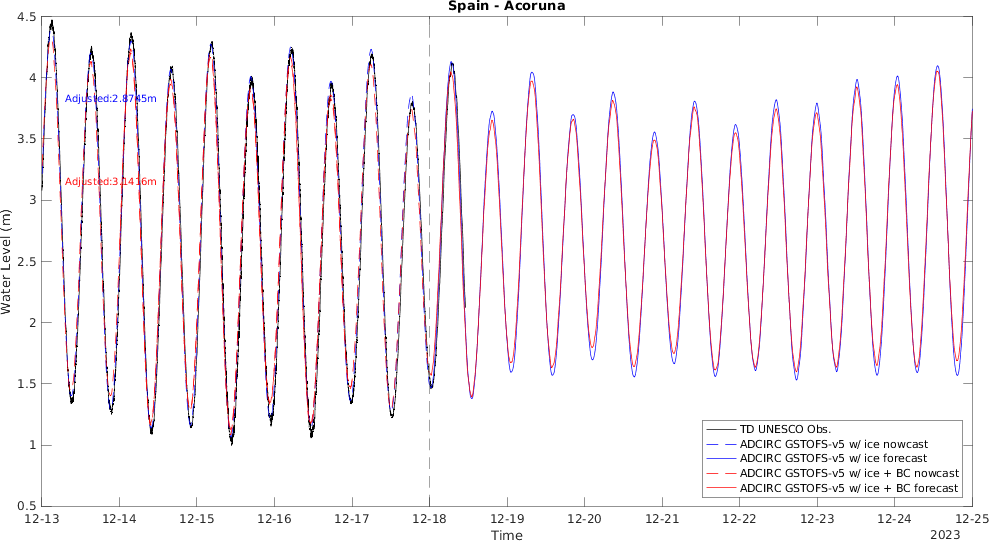 Spain - Acoruna
4.5
4
3.5
3
2.5
2
1.5
1
0.5
Water Level (m)
Adjusted:2.8745m
Adjusted:3.1416m
TD UNESCO Obs.
ADCIRC GSTOFS-v5 w/ ice nowcast
ADCIRC GSTOFS-v5 w/ ice forecast
ADCIRC GSTOFS-v5 w/ ice + BC nowcast
ADCIRC GSTOFS-v5 w/ ice + BC forecast
12-13 12-14 12-15 12-16 12-17 12-18 12-19 12-20 12-21 12-22 12-23 12-24 12-25
Time
2023